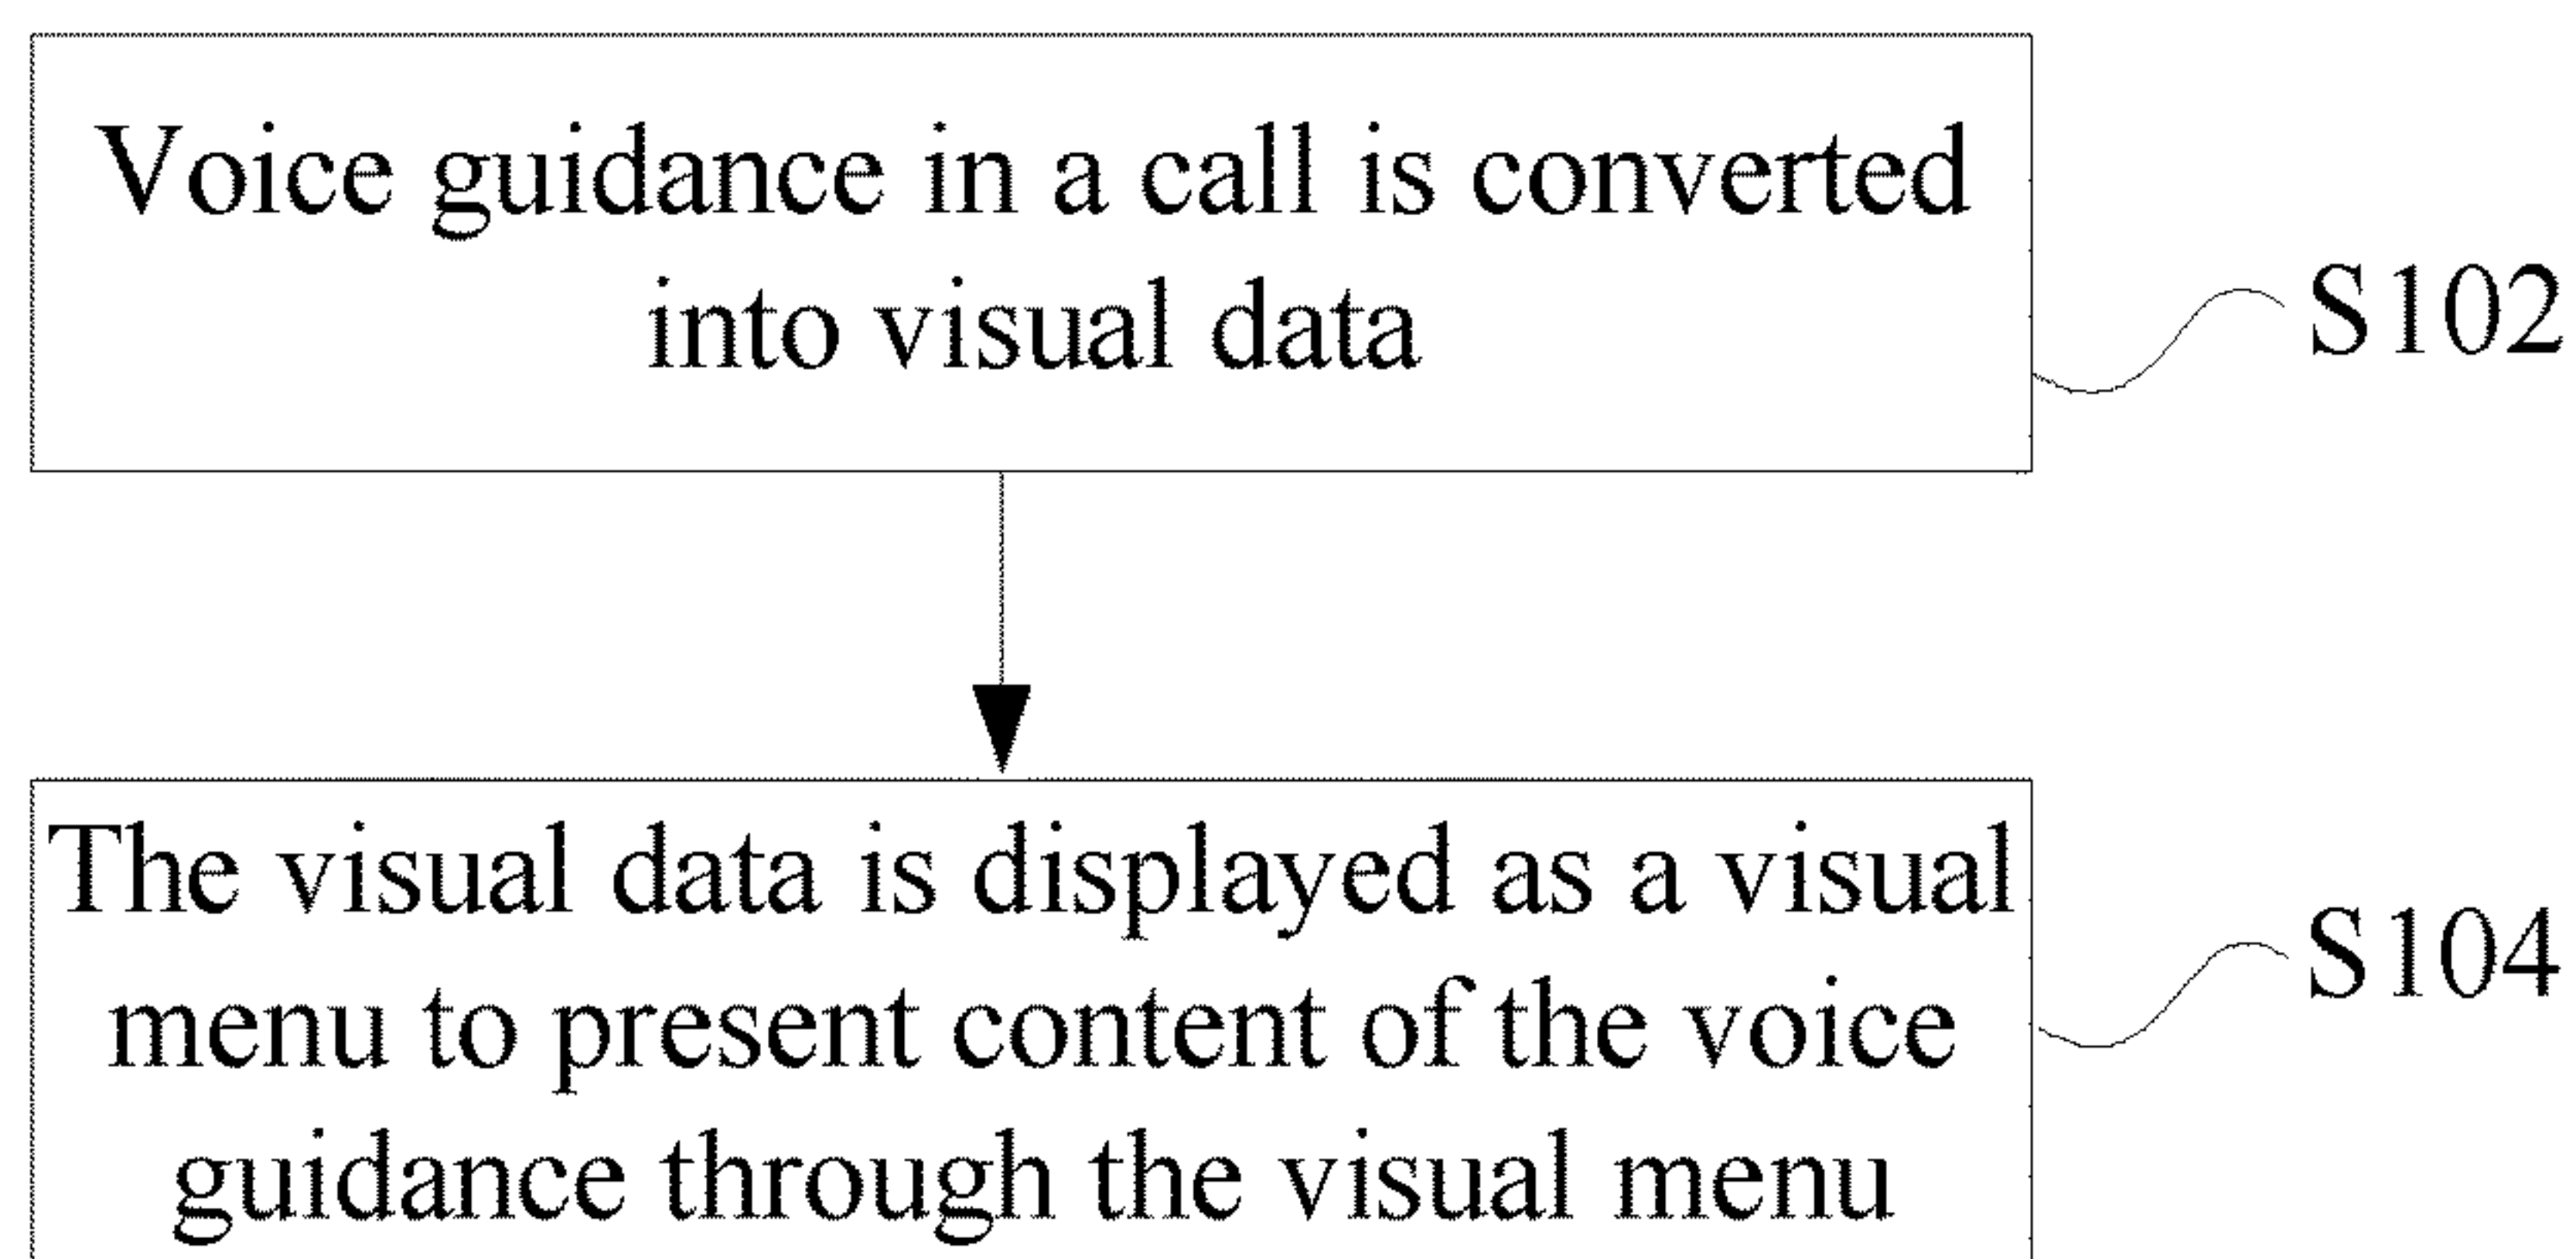 Voice guidance in a call is converted
into visual data
S102
The visual data is displayed as a visual
menu to present content of the voice
guidance through the visual menu
S104